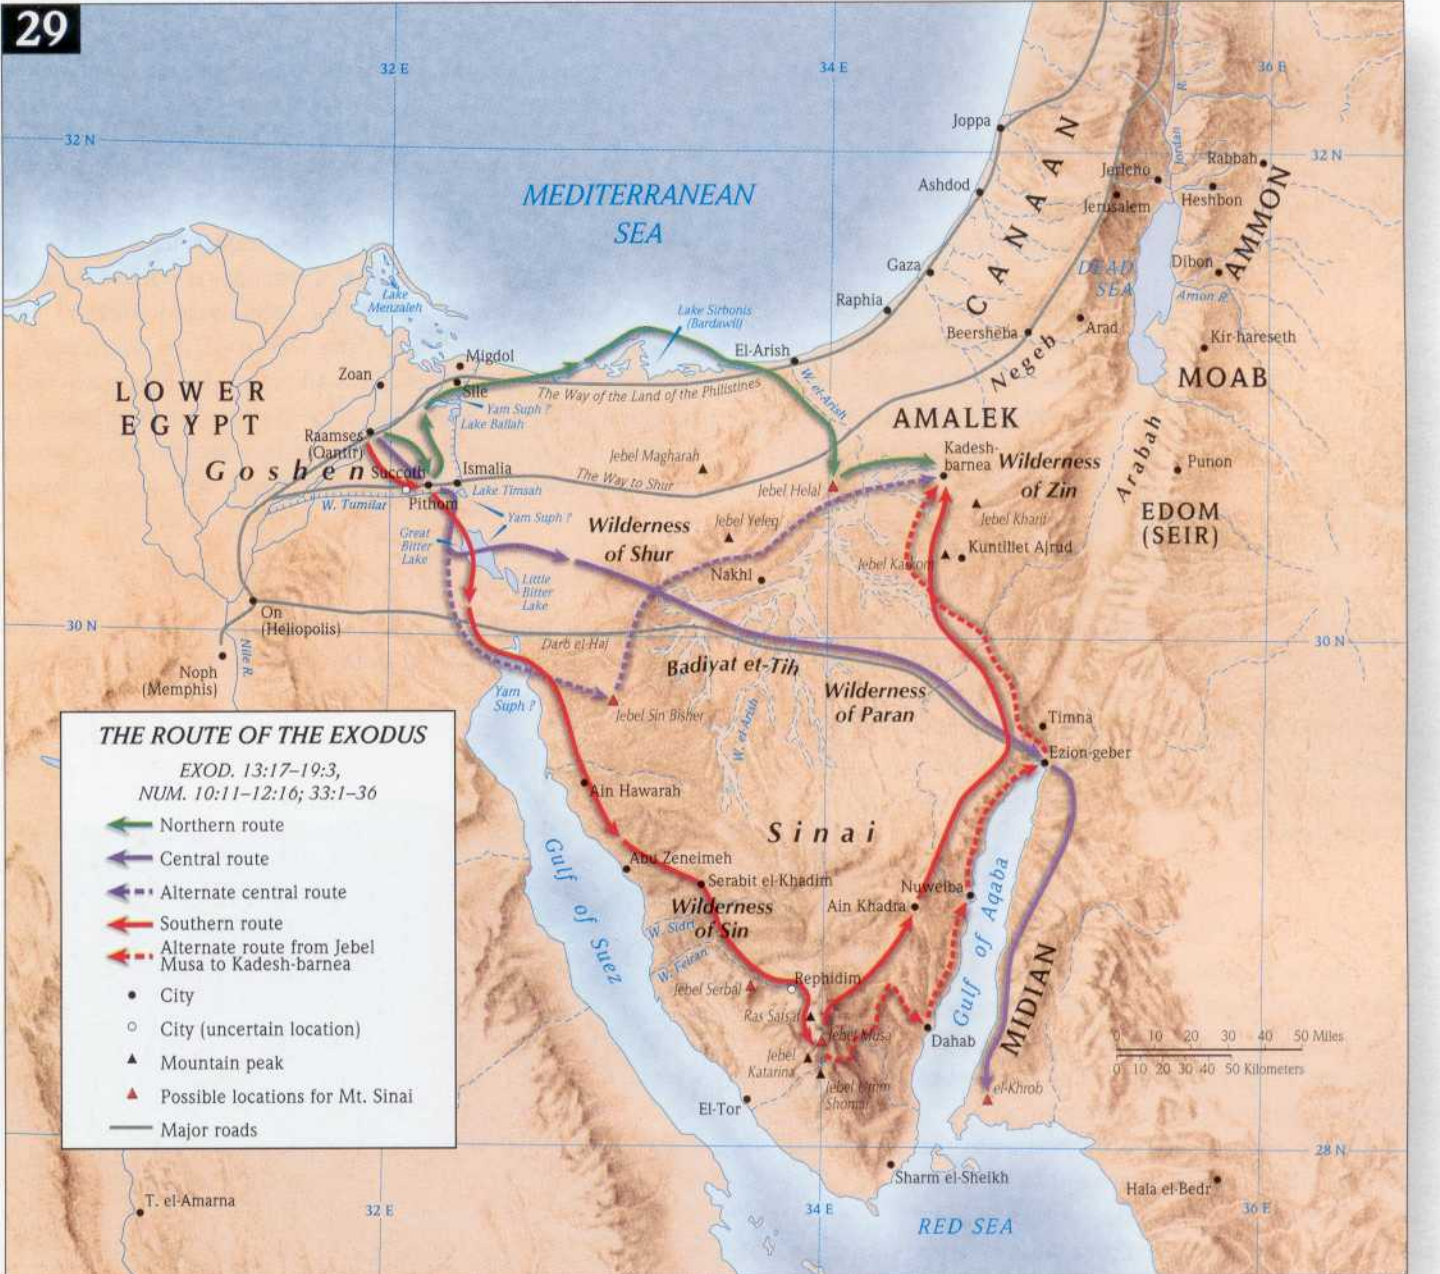 29
32 E
34 E
36 E
32 N
32 N
MEDITERRANEAN
SEA
Joppa
Ashdod
Gaza
Raphia
CANAAN
Jordan R.
Jericho
Jerusalem
Rabbah
Heshbon
AMMON
DEAD
SEA
Dibon
Arnon R.
Beersheba
Arad
Negeb
Kir-hareseth
MOAB
Lake
Menzaleh
Lake Sirbonis
(Bardawil)
El-Arish
W. el-Arish
Migdol
Zoan
Sile
The Way of the Land of the Philistines
LOWER
EGYPT
Yam Suph ?
Lake Ballah
Raamses
(Qantir)
Goshen
Succoth
Ismalia
Jebel Magharah
The Way to Shur
Jebel Helal
AMALEK
Kadesh-
barnea
Wilderness
of Zin
Arabbah
Punon
EDOM
(SEIR)
W. Tumilat
Pithom
Lake Timsah
Yam Suph ?
Great
Bitter
Lake
Little
Bitter
Lake
Wilderness
of Shur
Jebel Yeleq
Nakhl
Jebel Kharif
Jebel Karkom
Kuntillet Ajrud
On
(Heliopolis)
30 N
30 N
Nile R.
Noph
(Memphis)
Darb el-Haj
Badiyat et-Tih
Wilderness
of Paran
Yam
Suph ?
Jebel Sin Bisher
W. el-Arish
Timna
Ezion-geber
THE ROUTE OF THE EXODUS
EXOD. 13:17–19:3,
NUM. 10:11–12:16; 33:1–36
Northern route
Central route
Alternate central route
Southern route
Alternate route from Jebel
Musa to Kadesh-barnea
City
City (uncertain location)
Mountain peak
Possible locations for Mt. Sinai
Major roads
Ain Hawarah
Sinai
Gulf of Suez
Abu Zeneimeh
Serabit el-Khadim
Wilderness
of Sin
W. Sidri
W. Feiran
Nuweiba
Ain Khadra
Gulf of Aqaba
MIDIAN
Rephidim
Jebel Serbal
Ras Safsaf
Jebel Musa
Jebel
Katarina
Jebel Umm
Shomar
Dahab
El-Tor
el-Khrob
0 10 20 30 40 50 Miles
0 10 20 30 40 50 Kilometers
28 N
Sharm el-Sheikh
Hala el-Bedr
T. el-Amarna
32 E
34 E
36 E
RED SEA